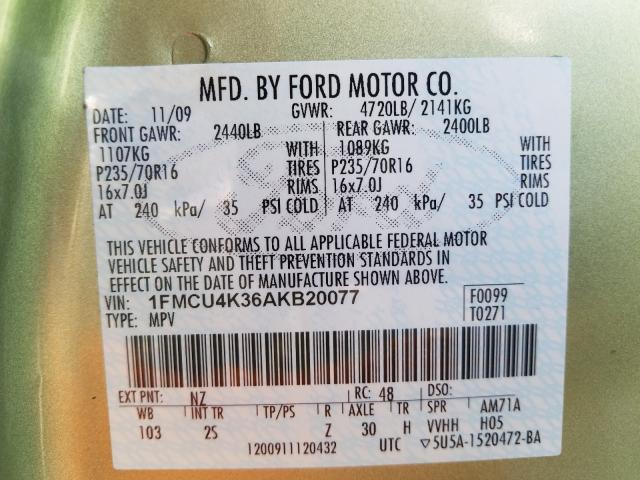 MFD. BY FORD MOTOR CO.
DATE: 11/09 GVWR: 4720LB/ 2141KG
FRONT GAWR: 2440LB REAR GAWR: 2400LB
1107KG WITH 1089KG WITH
P235/70R16 TIRES P235/70R16 TIRES
16x7.0J RIMS 16x7.0J RIMS
AT 240 kPa/ 35 PSI COLD AT 240 kPa/ 35 PSI COLD
THIS VEHICLE CONFORMS TO ALL APPLICABLE FEDERAL MOTOR
VEHICLE SAFETY AND THEFT PREVENTION STANDARDS IN
EFFECT ON THE DATE OF MANUFACTURE SHOWN ABOVE.
VIN: 1FMCU4K36AKB20077 F0099
TYPE: MPV T0271
EXT PNT: NZ RC: 48 DSO:
WB INT TR TP/PS R AXLE TR SPR AM71A
103 2S Z 30 H VVHH H05
1200911120432 UTC ▽5U5A-1520472-BA